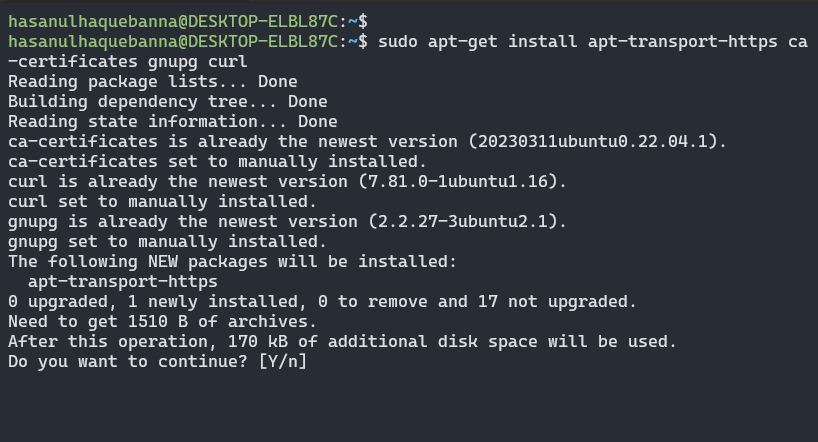 hasanulhaquebanna@DESKTOP-ELBL87C:~$
hasanulhaquebanna@DESKTOP-ELBL87C:~$ sudo apt-get install apt-transport-https ca
-certificates gnupg curl
Reading package lists... Done
Building dependency tree... Done
Reading state information... Done
ca-certificates is already the newest version (20230311ubuntu0.22.04.1).
ca-certificates set to manually installed.
curl is already the newest version (7.81.0-1ubuntu1.16).
curl set to manually installed.
gnupg is already the newest version (2.2.27-3ubuntu2.1).
gnupg set to manually installed.
The following NEW packages will be installed:
  apt-transport-https
0 upgraded, 1 newly installed, 0 to remove and 17 not upgraded.
Need to get 1510 B of archives.
After this operation, 170 kB of additional disk space will be used.
Do you want to continue? [Y/n]